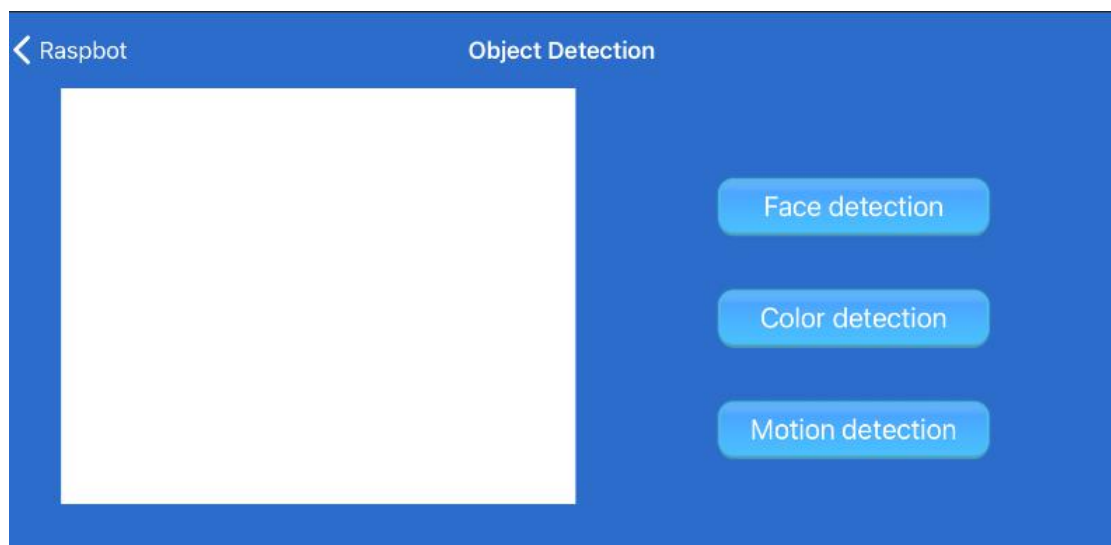 Raspbot
Object Detection
Face detection
Color detection
Motion detection